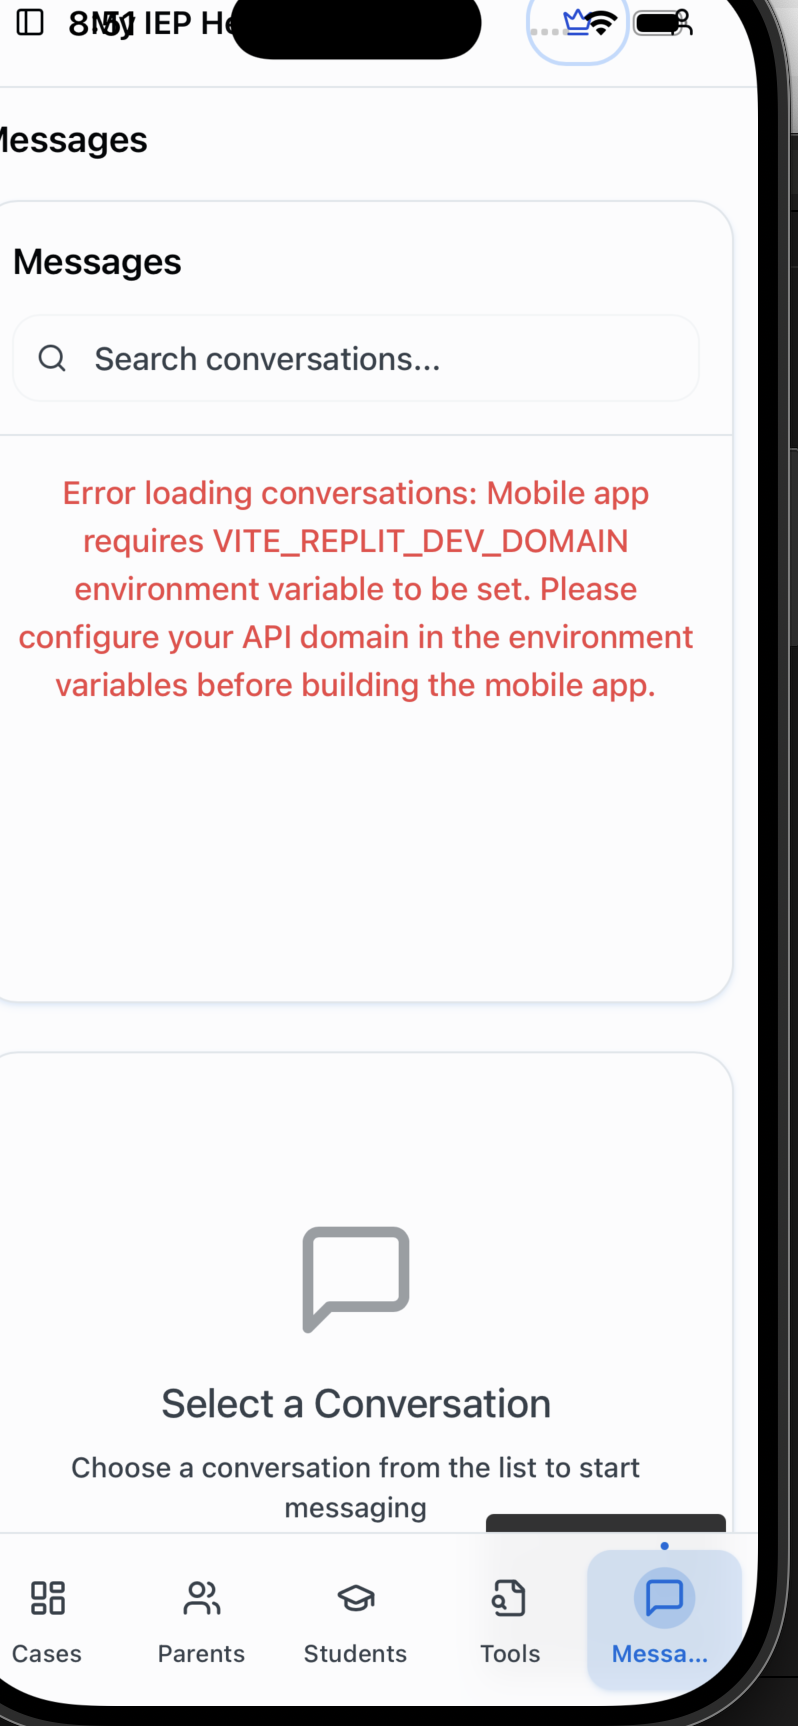 8:51
My IEP He
Messages
Messages
Search conversations...
Error loading conversations: Mobile app
requires VITE_REPLIT_DEV_DOMAIN
environment variable to be set. Please
configure your API domain in the environment
variables before building the mobile app.
Select a Conversation
Choose a conversation from the list to start
messaging
Cases
Parents
Students
Tools
Messa...